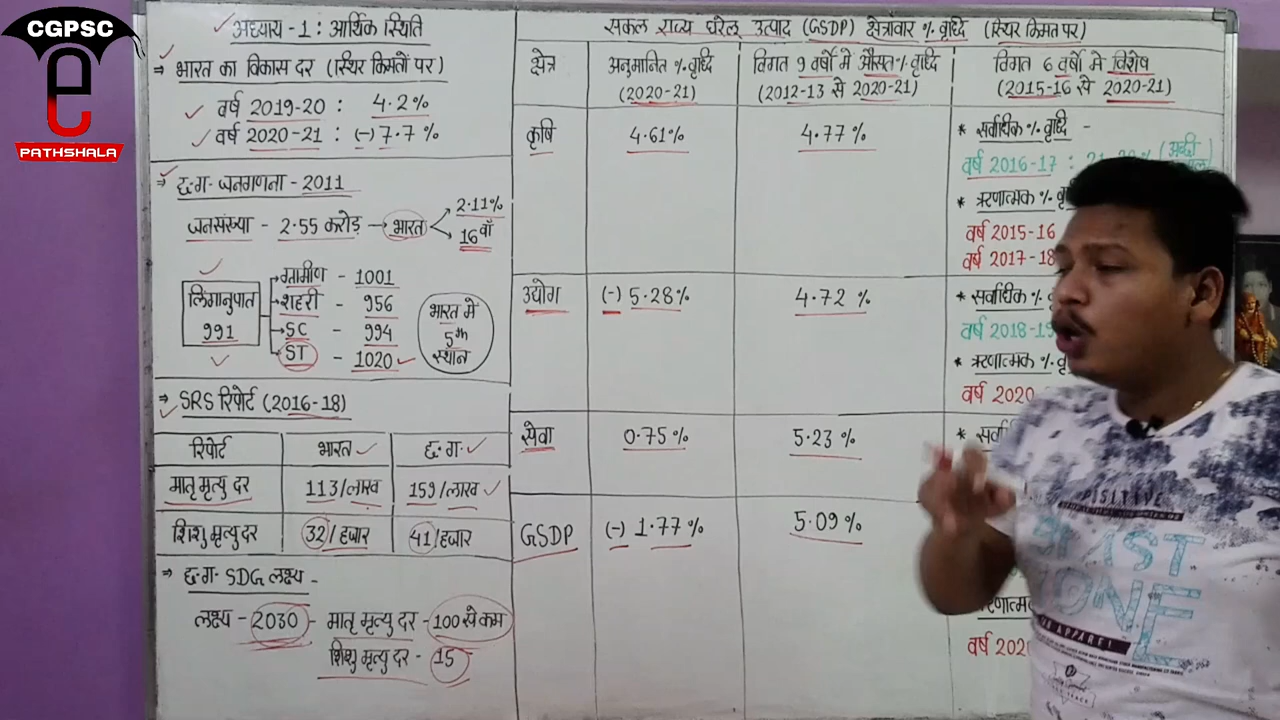 CGPSC
e
PATHSHALA
अध्याय - 1 : आर्थिक स्थिति
⇒ भारत का विकास दर (स्थिर किमतों पर)
वर्ष 2019-20 : 4.2%
वर्ष 2020-21 : (-) 7.7%
⇒ छ.ग. जनगणना - 2011
जनसंख्या - 2.55 करोड़ → भारत
2.11%
16वाँ
लिंगानुपात
991
ग्रामीण - 1001
शहरी - 956
SC - 994
ST - 1020
भारत में
5th
स्थान
⇒ SRS रिपोर्ट (2016-18)
रिपोर्ट भारत छ.ग.
मातृ मृत्यु दर 113/लाख 159/लाख
शिशु मृत्यु दर 32/हजार 41/हजार
⇒ छ.ग. SDG लक्ष्य -
लक्ष्य - 2030 - मातृ मृत्यु दर - 100 से कम
शिशु मृत्यु दर - 15
सकल राज्य घरेलू उत्पाद (GSDP) क्षेत्रवार % वृद्धि (स्थिर किमत पर)
क्षेत्र
अनुमानित % वृद्धि
(2020-21)
विगत 9 वर्षों में औसत % वृद्धि
(2012-13 से 2020-21)
विगत 6 वर्षो मे विशेष
(2015-16 से 2020-21)
कृषि 4.61% 4.77%
* सर्वाधिक % वृद्धि -
वर्ष 2016-17 :
* ऋणात्मक % वृ
वर्ष 2015-16
वर्ष 2017-18
उद्योग (-) 5.28% 4.72 %
* सर्वाधिक %
वर्ष 2018-19
* ऋणात्मक % वृ
वर्ष 2020-
सेवा 0.75% 5.23 %
*
GSDP (-) 1.77% 5.09%
वर्ष 202
POSITIVE